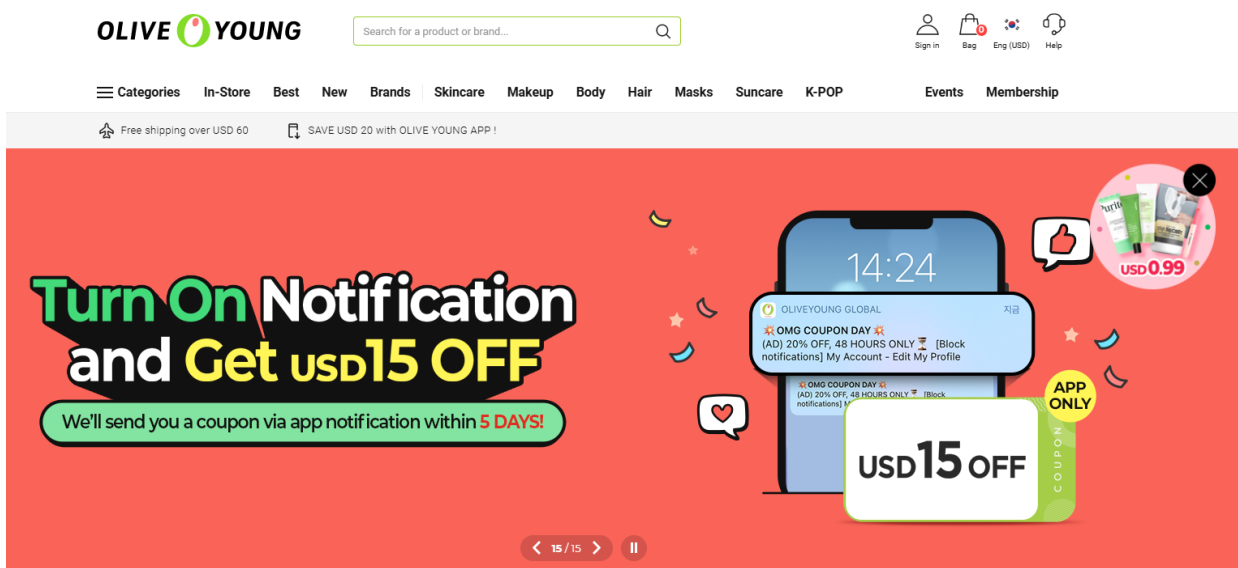 OLIVE YOUNG
Search for a product or brand...
Sign in
0
Bag
Eng (USD)
Help
Categories In-Store Best New Brands Skincare Makeup Body Hair Masks Suncare K-POP Events Membership
Free shipping over USD 60
SAVE USD 20 with OLIVE YOUNG APP !
Turn On Notification
and Get USD15 OFF
We'll send you a coupon via app notification within 5 DAYS!
14:24
OLIVEYOUNG GLOBAL 지금
💥OMG COUPON DAY💥
(AD) 20% OFF, 48 HOURS ONLY⏳ [Block
notifications] My Account - Edit My Profile
💥OMG COUPON DAY💥
(AD) 20% OFF, 48 HOURS ONLY⏳ [Block
notifications]
APP
ONLY
USD15 OFF
COUPON
Purito
USD 0.99
15 / 15